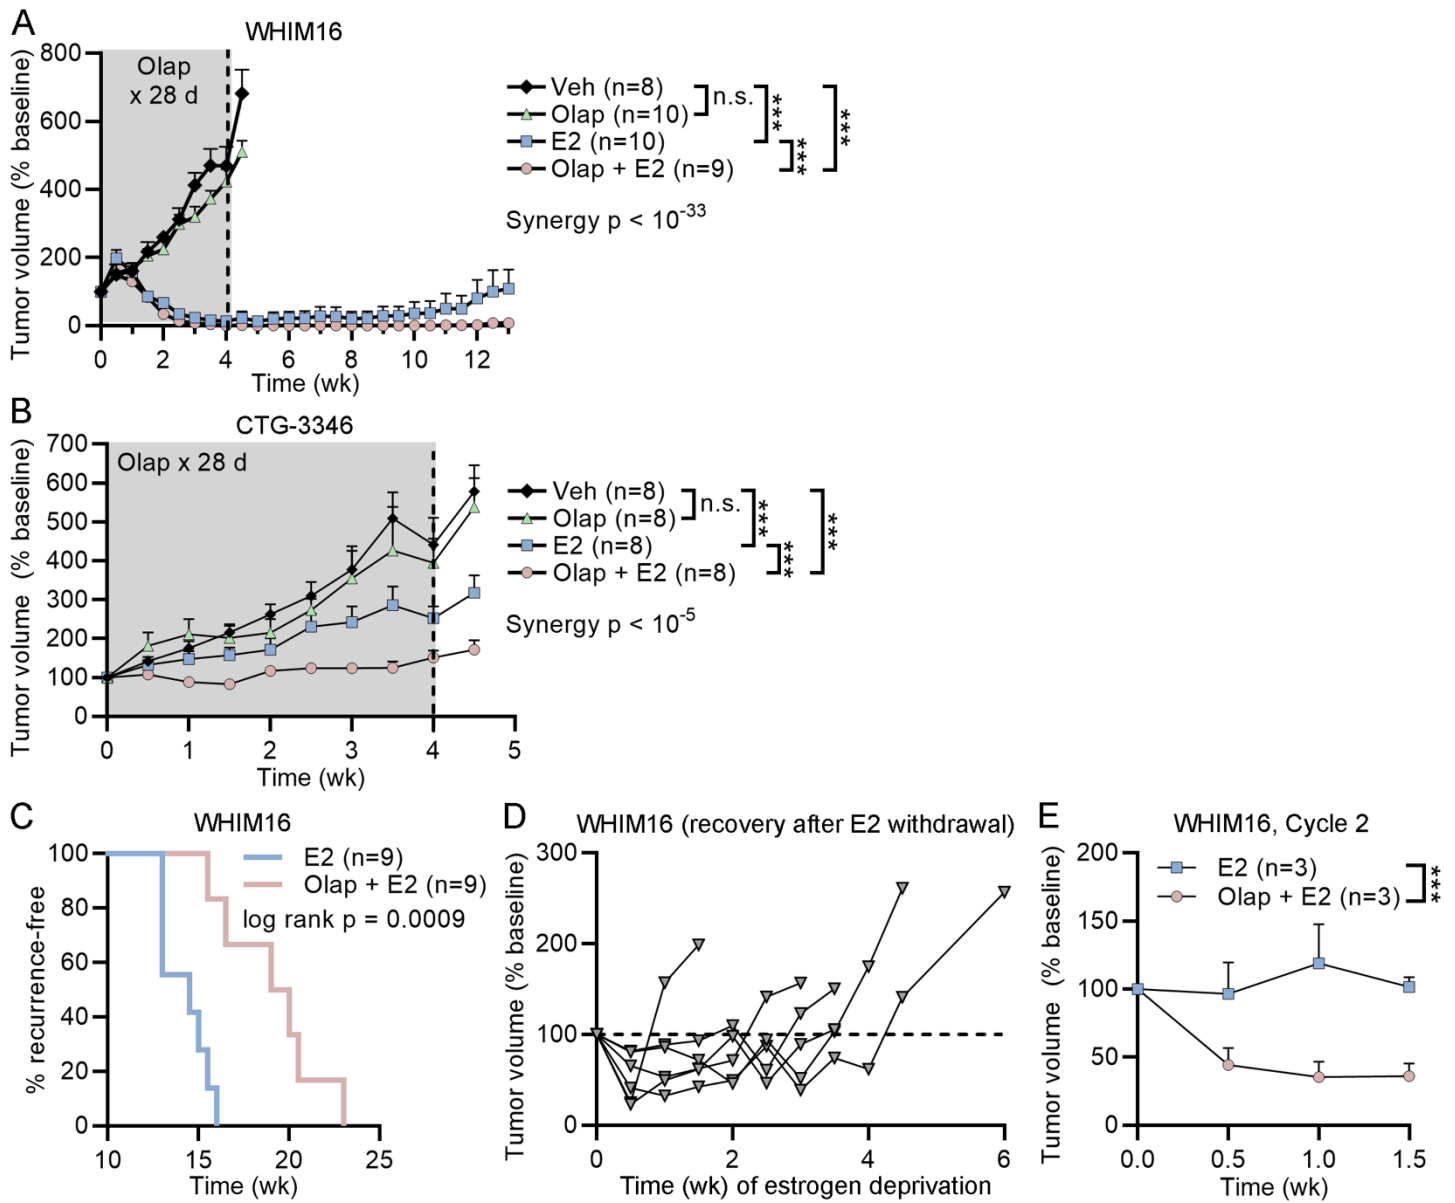 A
WHIM16
Tumor volume (% baseline)
800
600
400
200
0
Olap
x 28 d
0 2 4 6 8 10 12
Time (wk)
Veh (n=8)
Olap (n=10)
E2 (n=10)
Olap + E2 (n=9)
n.s.
***
***
***
Synergy p < 10-33
B
CTG-3346
Tumor volume (% baseline)
700
600
500
400
300
200
100
0
Olap x 28 d
0 1 2 3 4 5
Time (wk)
Veh (n=8)
Olap (n=8)
E2 (n=8)
Olap + E2 (n=8)
n.s.
***
***
***
Synergy p < 10-5
C
WHIM16
% recurrence-free
100
80
60
40
20
0
E2 (n=9)
Olap + E2 (n=9)
log rank p = 0.0009
10 15 20 25
Time (wk)
D
WHIM16 (recovery after E2 withdrawal)
Tumor volume (% baseline)
300
200
100
0
0 2 4 6
Time (wk) of estrogen deprivation
E
WHIM16, Cycle 2
Tumor volume (% baseline)
200
150
100
50
0
E2 (n=3)
Olap + E2 (n=3)
***
0.0 0.5 1.0 1.5
Time (wk)